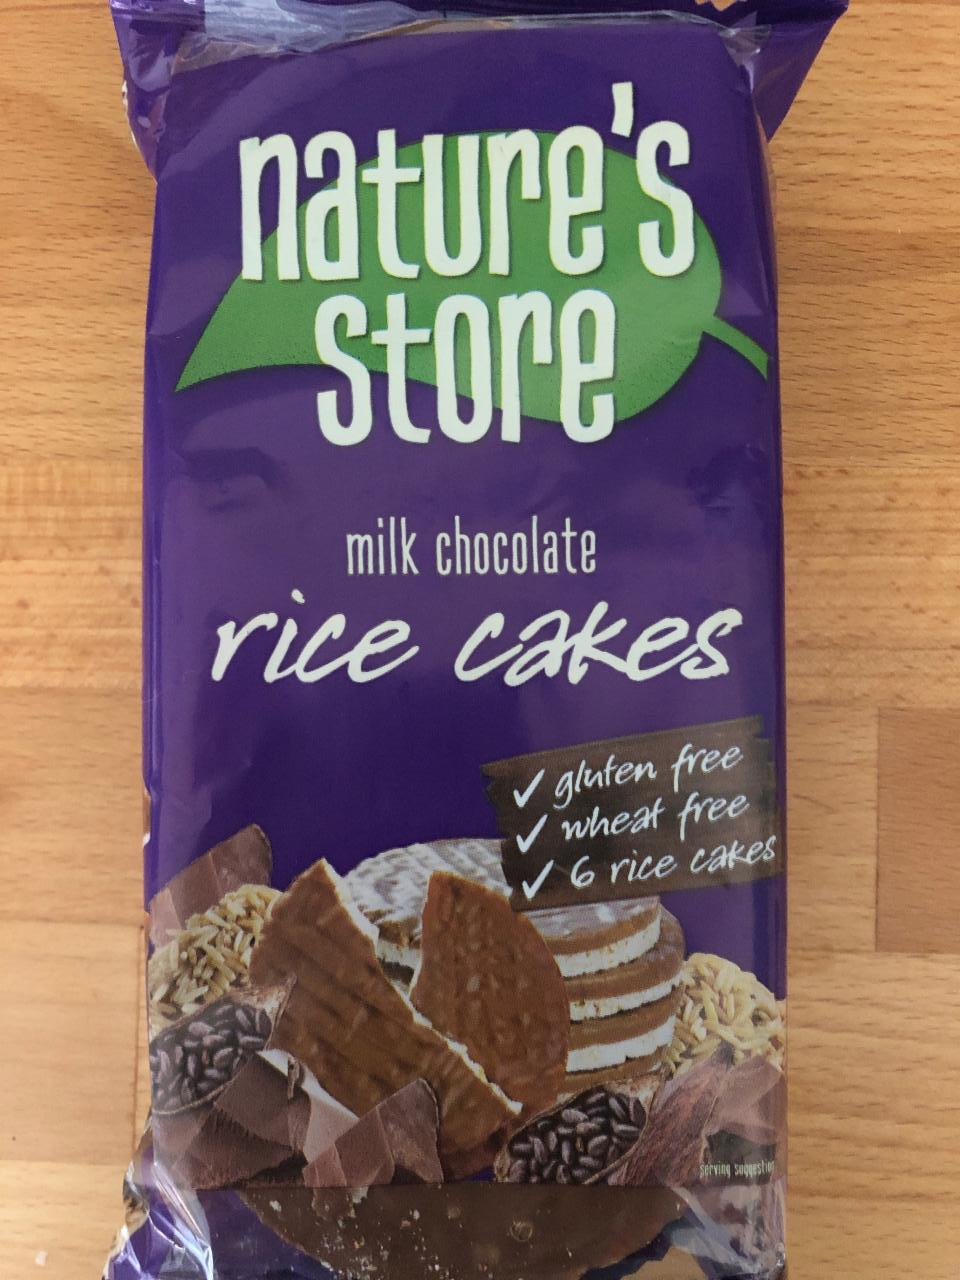 nature's
store
milk chocolate
rice cakes
✓ gluten free
✓ wheat free
✓ 6 rice cakes
serving suggestion